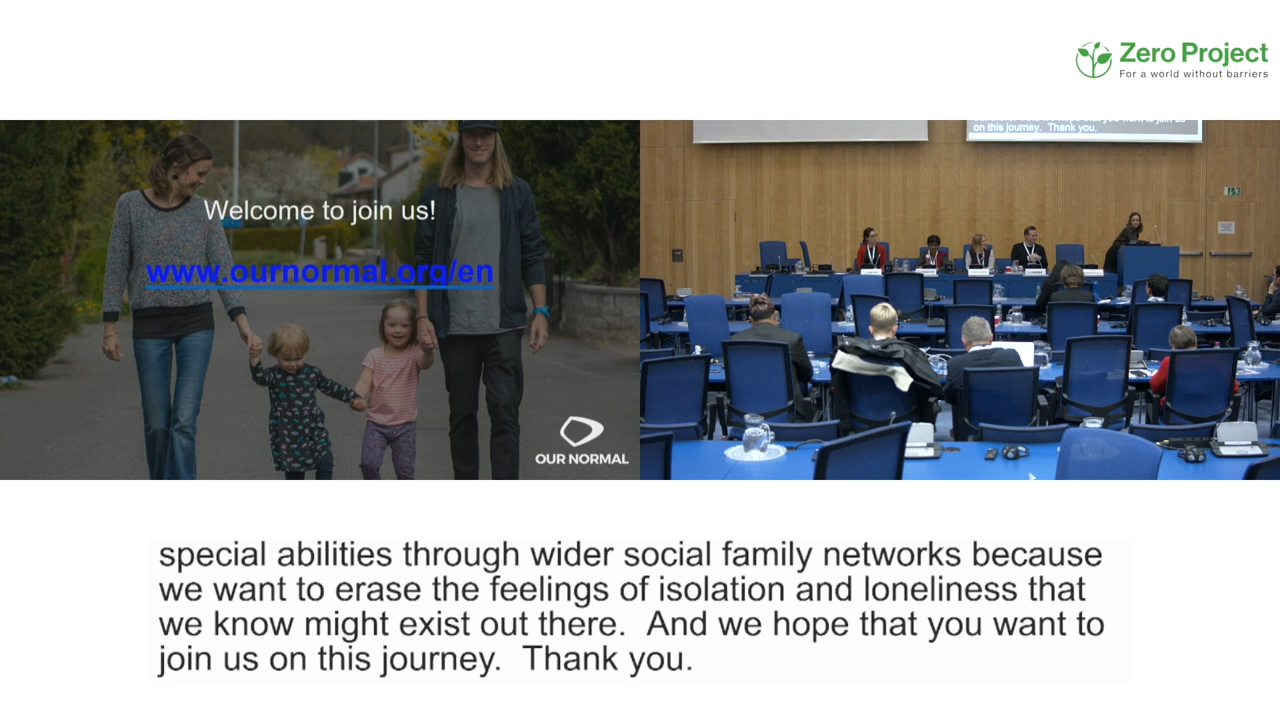 Zero Project
For a world without barriers
Welcome to join us!
www.ournormal.org/en
OUR NORMAL
on this journey. Thank you.
special abilities through wider social family networks because
we want to erase the feelings of isolation and loneliness that
we know might exist out there. And we hope that you want to
join us on this journey. Thank you.